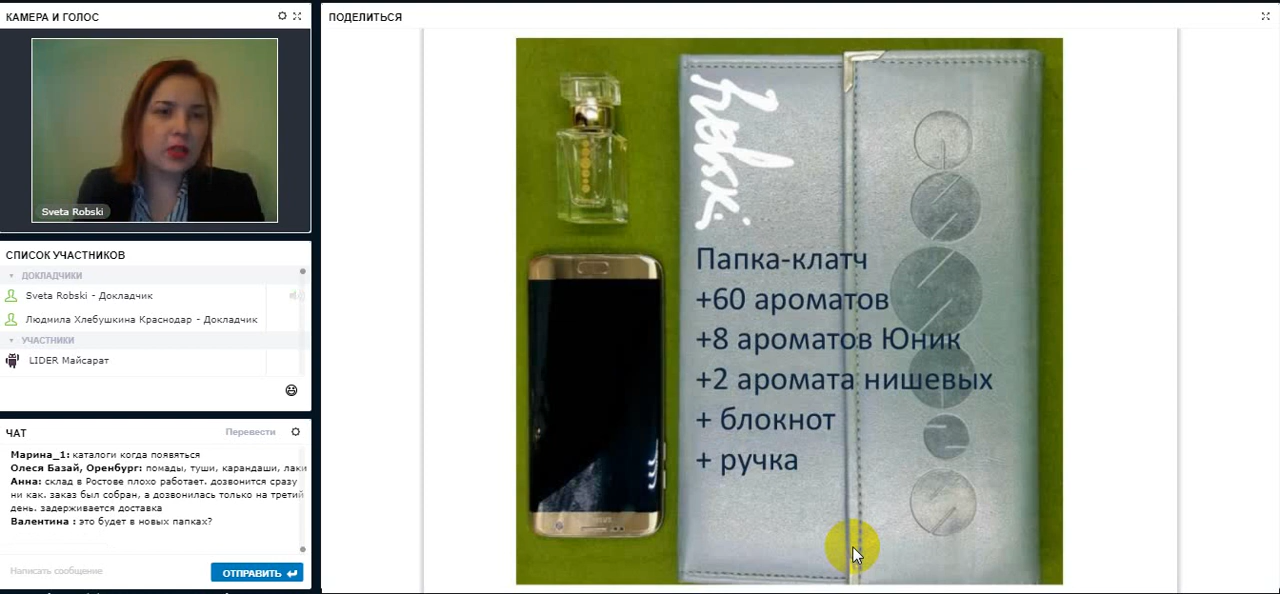 КАМЕРА И ГОЛОС
Sveta Robski
СПИСОК УЧАСТНИКОВ
ДОКЛАДЧИКИ
Sveta Robski - Докладчик
Людмила Хлебушкина Краснодар - Докладчик
УЧАСТНИКИ
LIDER Майсарат
ЧАТ
Перевести
Марина_1: каталоги когда появяться
Олеся Базай, Оренбург: помады, туши, карандаши, лаки
Анна: склад в Ростове плохо работает. дозвонится сразу
ни как. заказ был собран, а дозвонилась только на третий
день. задерживается доставка
Валентина : это будет в новых папках?
Написать сообщение
ОТПРАВИТЬ
ПОДЕЛИТЬСЯ
Robski.
Папка-клатч
+60 ароматов
+8 ароматов Юник
+2 аромата нишевых
+ блокнот
+ ручка